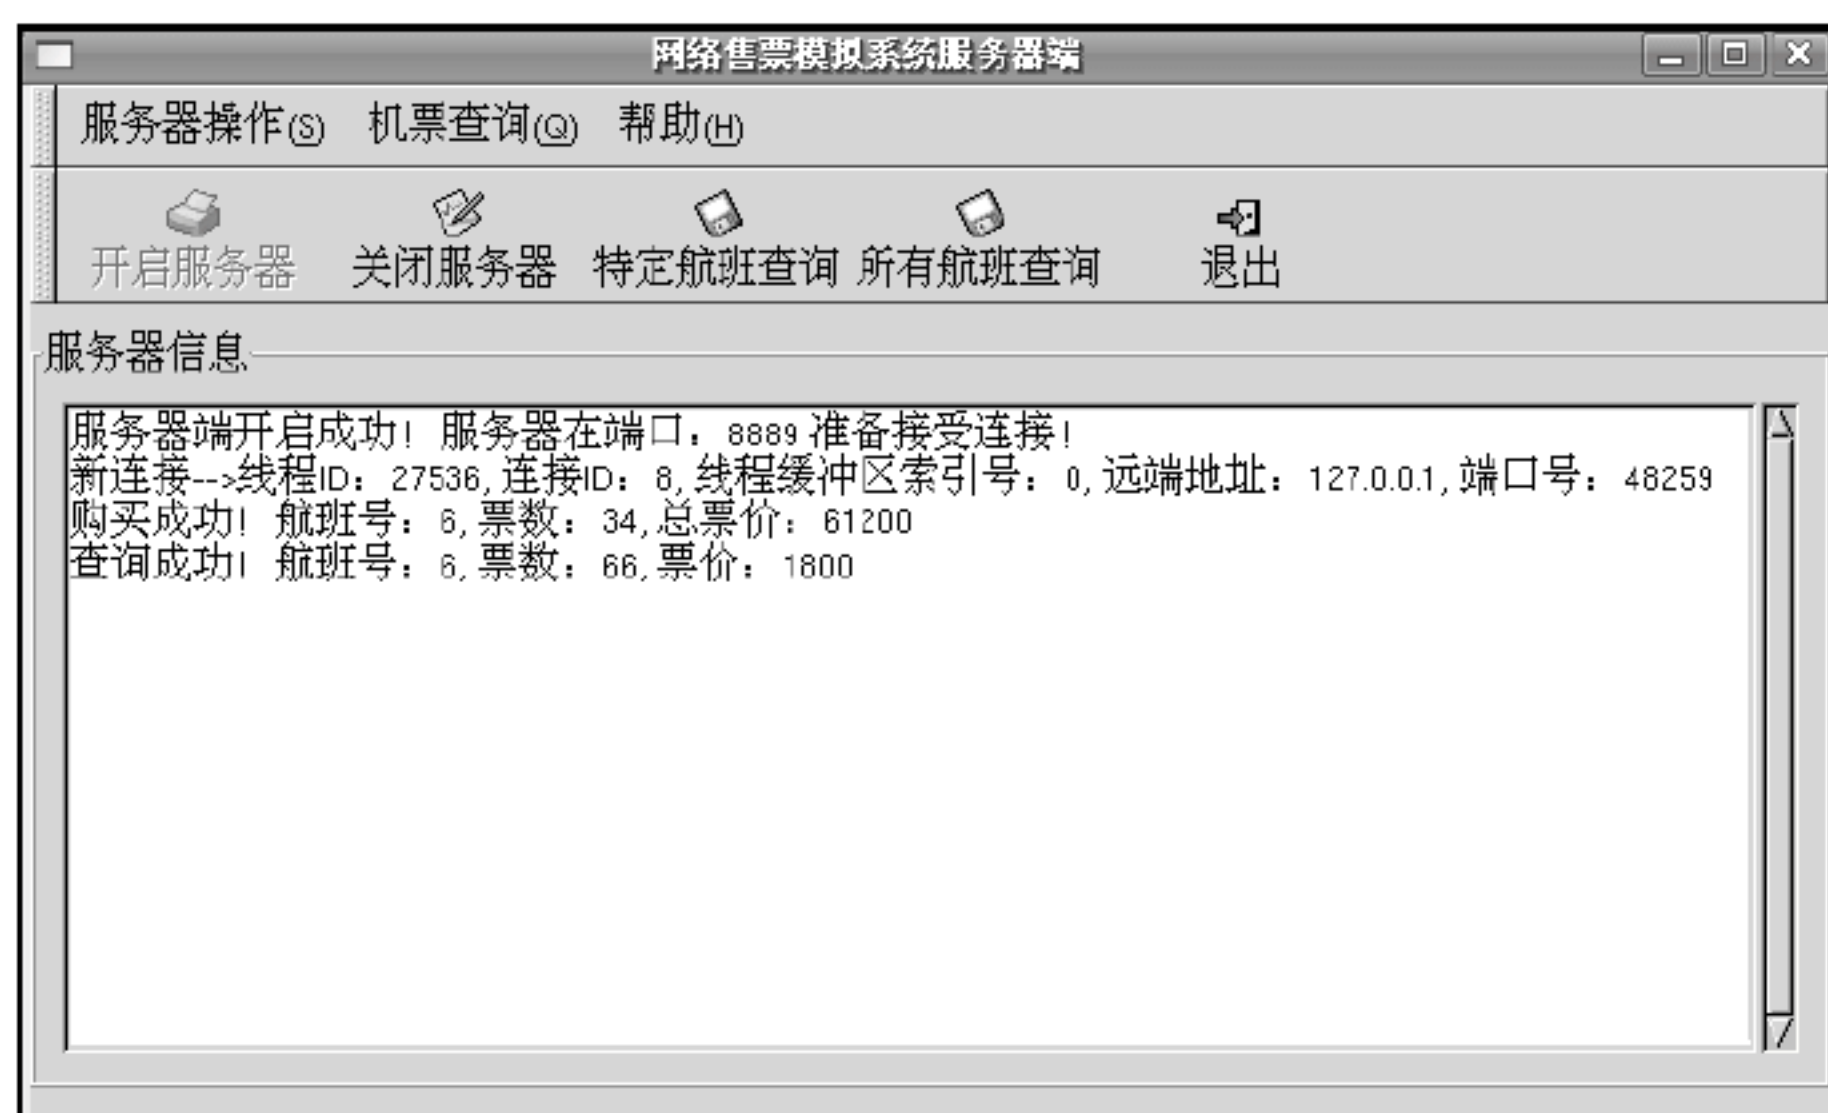 网络售票模拟系统服务器端
服务器操作(S) 机票查询(Q) 帮助(H)
开启服务器 关闭服务器 特定航班查询 所有航班查询 退出
服务器信息
服务器端开启成功! 服务器在端口: 8889 准备接受连接!
新连接-->线程ID: 27536, 连接ID: 8, 线程缓冲区索引号: 0, 远端地址: 127.0.0.1, 端口号: 48259
购买成功! 航班号: 6, 票数: 34, 总票价: 61200
查询成功! 航班号: 6, 票数: 66, 票价: 1800